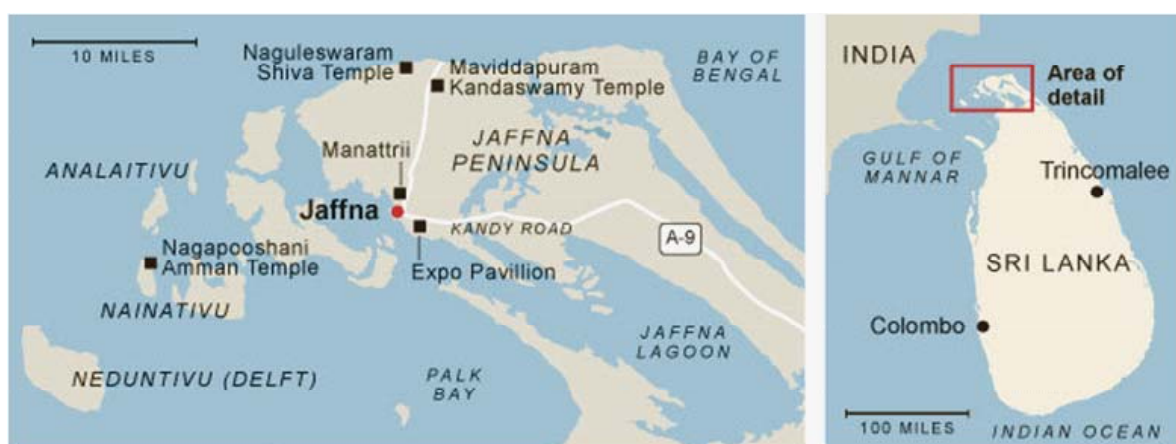 10 MILES
Naguleswaram
Shiva Temple
Maviddapuram
Kandaswamy Temple
BAY OF
BENGAL
JAFFNA
PENINSULA
Manattrii
ANALAITIVU
Jaffna
KANDY ROAD
A-9
Nagapooshani
Amman Temple
Expo Pavillion
NAINATIVU
JAFFNA
LAGOON
NEDUNTIVU (DELFT)
PALK
BAY
INDIA
Area of
detail
GULF OF
MANNAR
Trincomalee
SRI LANKA
Colombo
100 MILES
INDIAN OCEAN